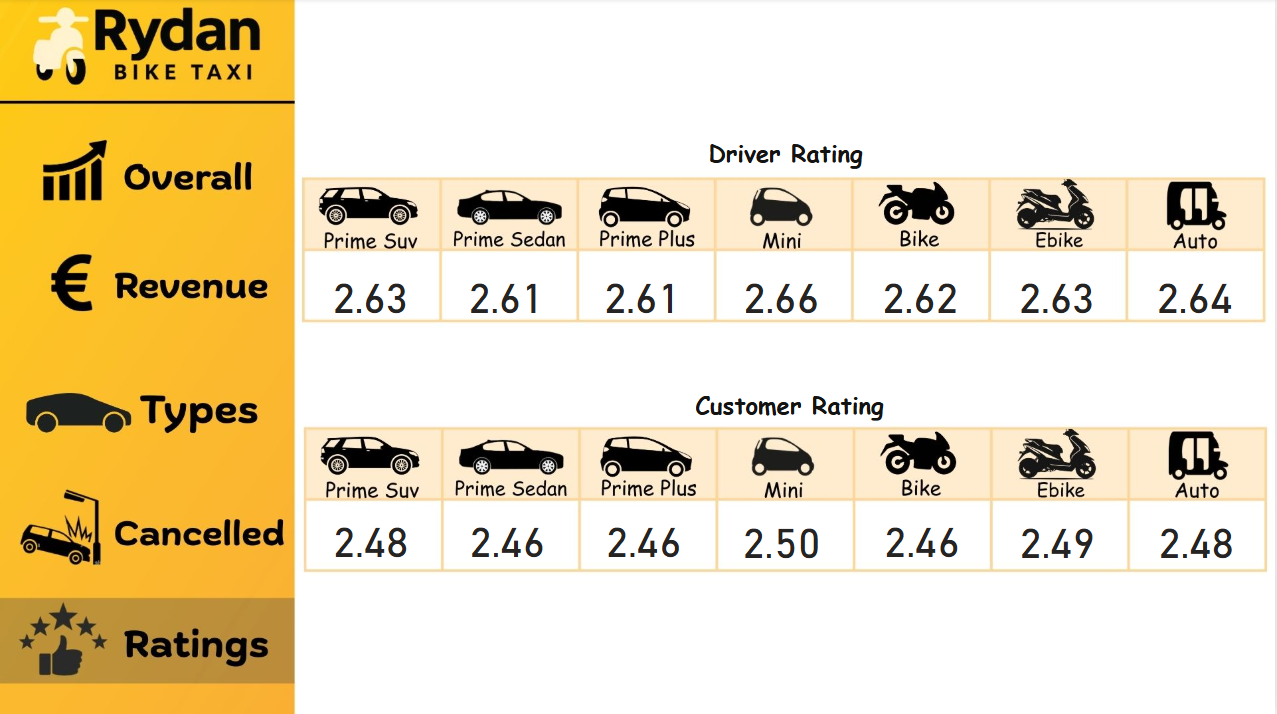 Rydan
BIKE TAXI
Overall
€ Revenue
Types
Cancelled
Ratings
Driver Rating
Prime Suv Prime Sedan Prime Plus Mini Bike Ebike Auto
2.63 2.61 2.61 2.66 2.62 2.63 2.64
Customer Rating
Prime Suv Prime Sedan Prime Plus Mini Bike Ebike Auto
2.48 2.46 2.46 2.50 2.46 2.49 2.48